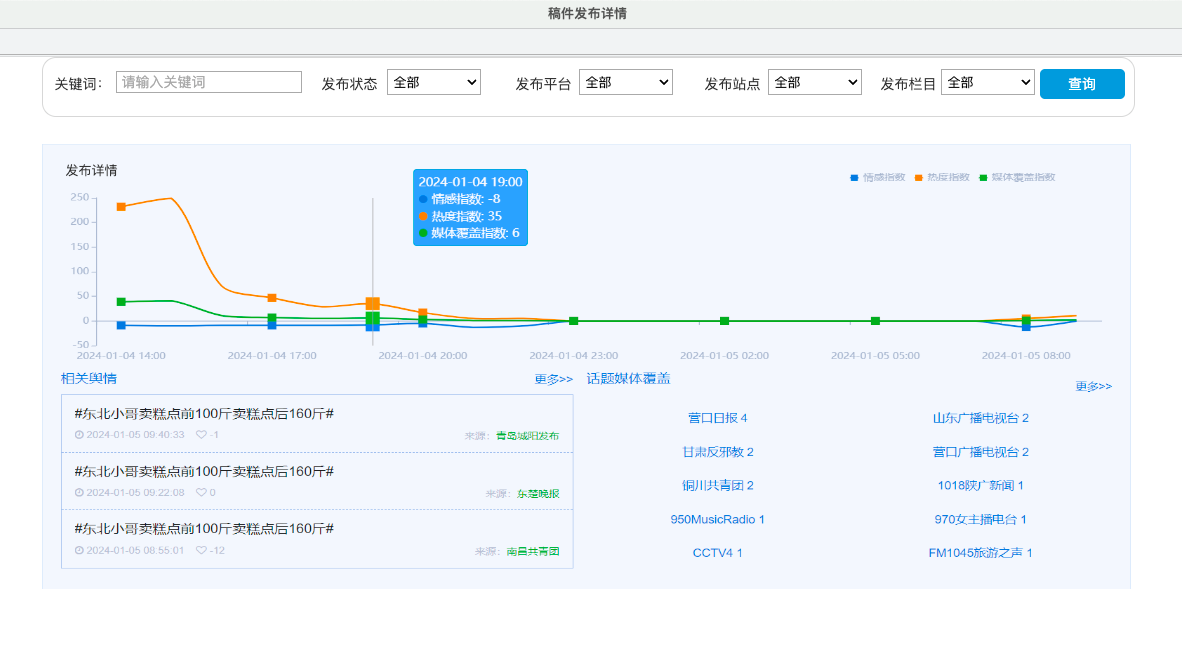 稿件发布详情
关键词： 请输入关键词 发布状态 全部 发布平台 全部 发布站点 全部 发布栏目 全部 查询
发布详情
情感指数 热度指数 媒体覆盖指数
2024-01-04 19:00
情感指数: -8
热度指数: 35
媒体覆盖指数: 6
250
200
150
100
50
0
-50
2024-01-04 14:00 2024-01-04 17:00 2024-01-04 20:00 2024-01-04 23:00 2024-01-05 02:00 2024-01-05 05:00 2024-01-05 08:00
相关舆情 更多>>
#东北小哥卖糕点前100斤卖糕点后160斤#
2024-01-05 09:40:33 -1 来源：青岛城阳发布
#东北小哥卖糕点前100斤卖糕点后160斤#
2024-01-05 09:22:08 0 来源：东楚晚报
#东北小哥卖糕点前100斤卖糕点后160斤#
2024-01-05 08:55:01 -12 来源：南昌共青团
话题媒体覆盖 更多>>
营口日报 4 山东广播电视台 2
甘肃反邪教 2 营口广播电视台 2
铜川共青团 2 1018陕广新闻 1
950MusicRadio 1 970女主播电台 1
CCTV4 1 FM1045旅游之声 1